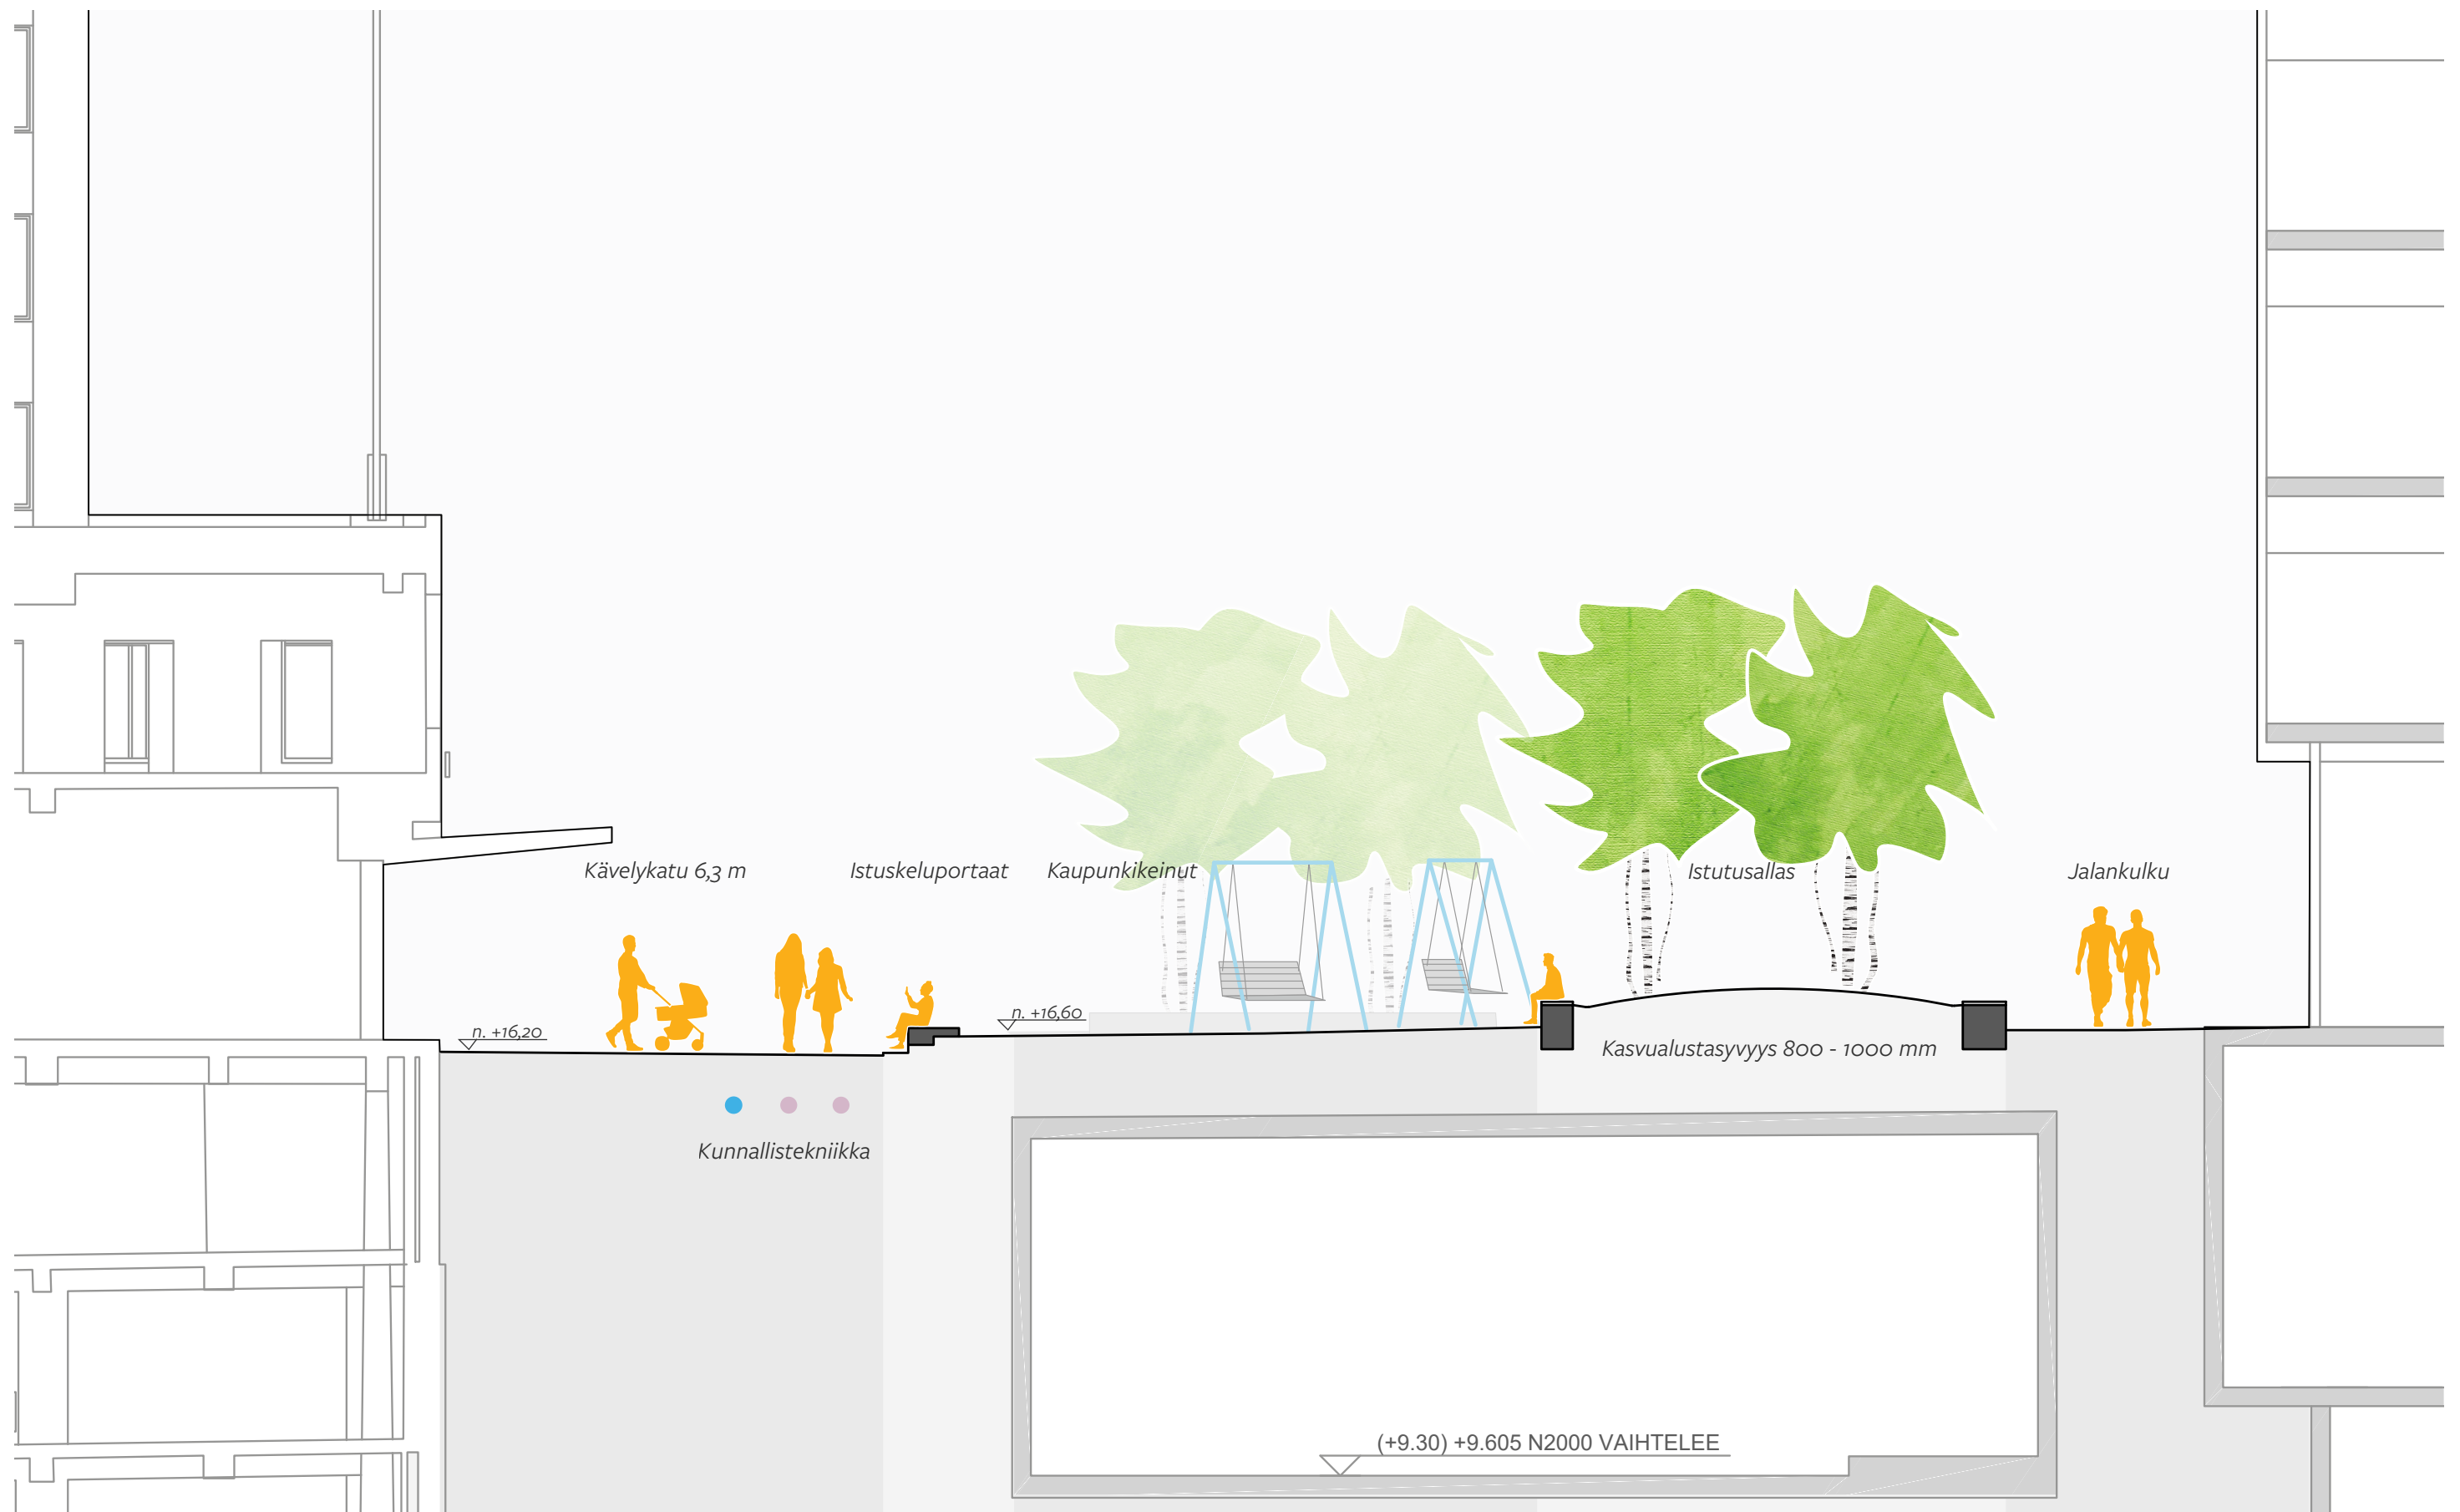 Kävelykatu 6,3 m
Istuskeluportaat
Kaupunkikeinut
Istutusallas
Jalankulku
n. +16,20
n. +16,60
Kasvualustasyvyys 800 - 1000 mm
Kunnallistekniikka
(+9.30) +9.605 N2000 VAIHTELEE